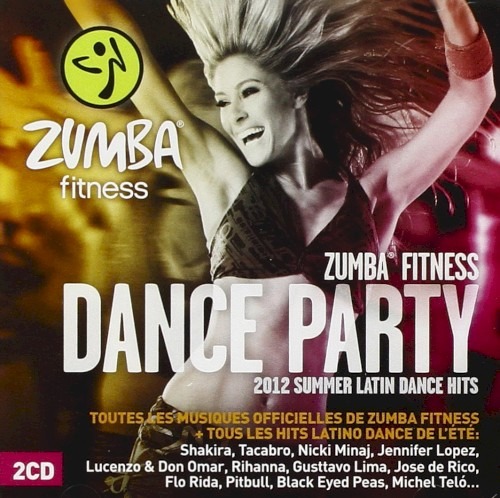 ZUMBA®
fitness
ZUMBA® FITNESS
DANCE PARTY
2012 SUMMER LATIN DANCE HITS
TOUTES LES MUSIQUES OFFICIELLES DE ZUMBA FITNESS
+ TOUS LES HITS LATINO DANCE DE L'ÉTÉ:
Shakira, Tacabro, Nicki Minaj, Jennifer Lopez,
Lucenzo & Don Omar, Rihanna, Gusttavo Lima, Jose de Rico,
Flo Rida, Pitbull, Black Eyed Peas, Michel Teló...
2CD